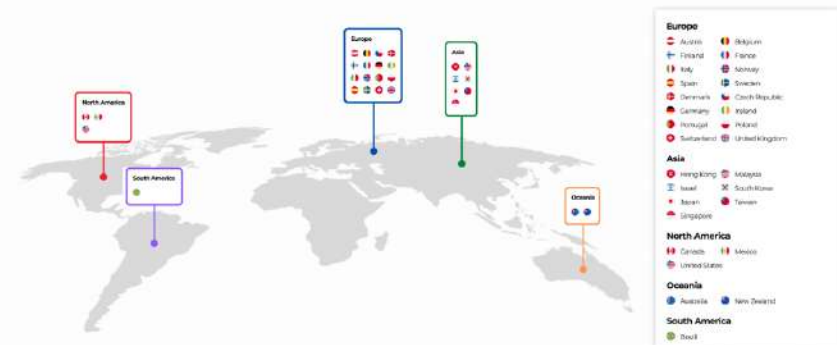 Europe
Asia
North America
South America
Oceania
Europe
Austria Belgium
Finland France
Italy Norway
Spain Sweden
Denmark Czech Republic
Germany Ireland
Portugal Poland
Switzerland United Kingdom
Asia
Hong Kong Malaysia
Israel South Korea
Japan Taiwan
Singapore
North America
Canada Mexico
United States
Oceania
Australia New Zealand
South America
Brazil